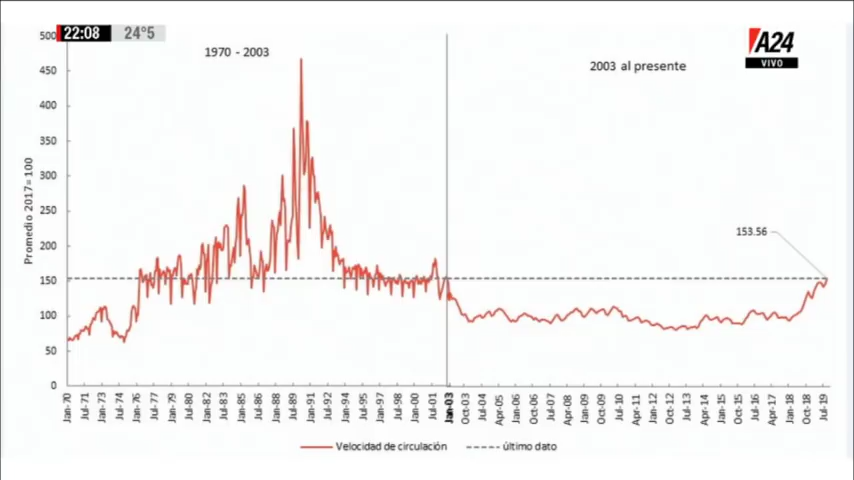 22:08 24°5
A24
VIVO
1970 - 2003
2003 al presente
Promedio 2017= 100
500
450
400
350
300
250
200
150
100
50
0
153.56
Jan-70
Jul-71
Jan-73
Jul-74
Jan-76
Jul-77
Jan-79
Jul-80
Jan-82
Jul-83
Jan-85
Jul-86
Jan-88
Jul-89
Jan-91
Jul-92
Jan-94
Jul-95
Jan-97
Jul-98
Jan-00
Jul-01
Jan-03
Oct-03
Jul-04
Apr-05
Jan-06
Oct-06
Jul-07
Apr-08
Jan-09
Oct-09
Jul-10
Apr-11
Jan-12
Oct-12
Jul-13
Apr-14
Jan-15
Oct-15
Jul-16
Apr-17
Jan-18
Oct-18
Jul-19
Velocidad de circulación
último dato